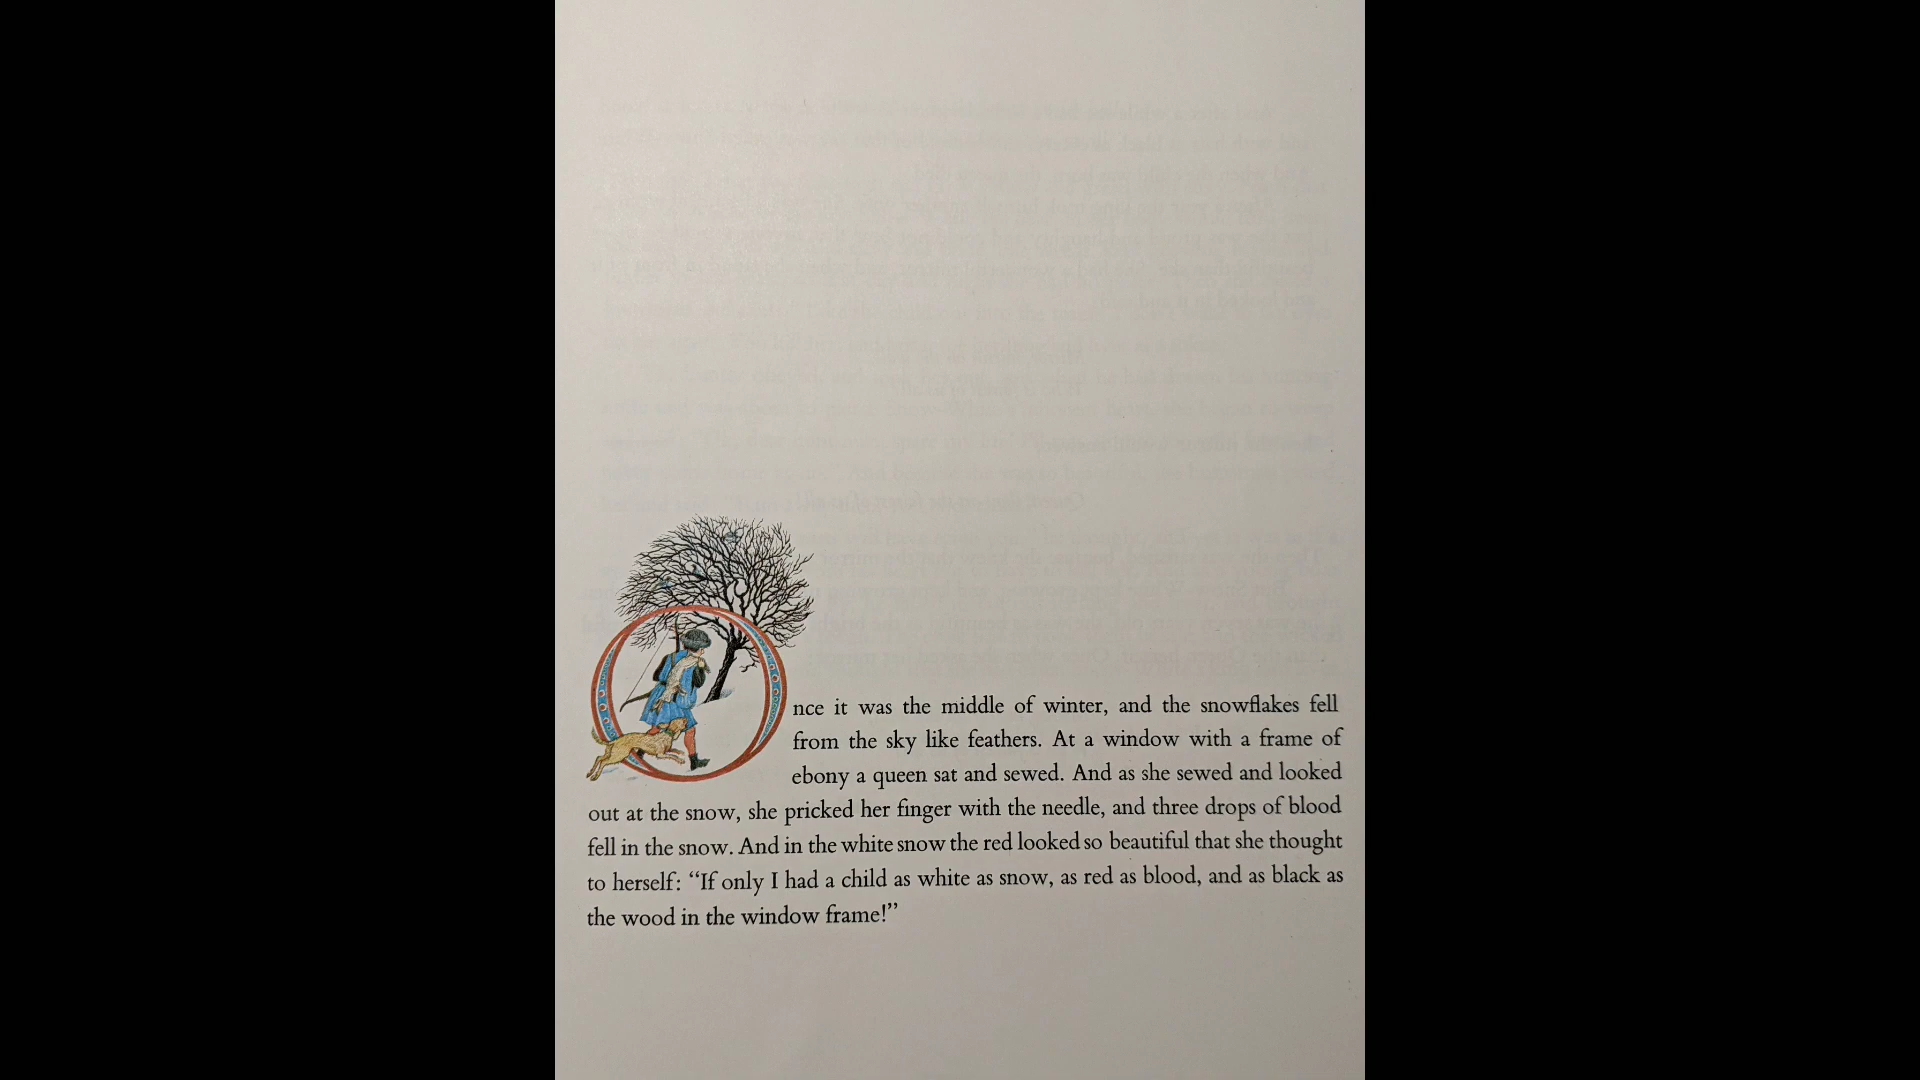 Once it was the middle of winter, and the snowflakes fell
from the sky like feathers. At a window with a frame of
ebony a queen sat and sewed. And as she sewed and looked
out at the snow, she pricked her finger with the needle, and three drops of blood
fell in the snow. And in the white snow the red looked so beautiful that she thought
to herself: “If only I had a child as white as snow, as red as blood, and as black as
the wood in the window frame!”